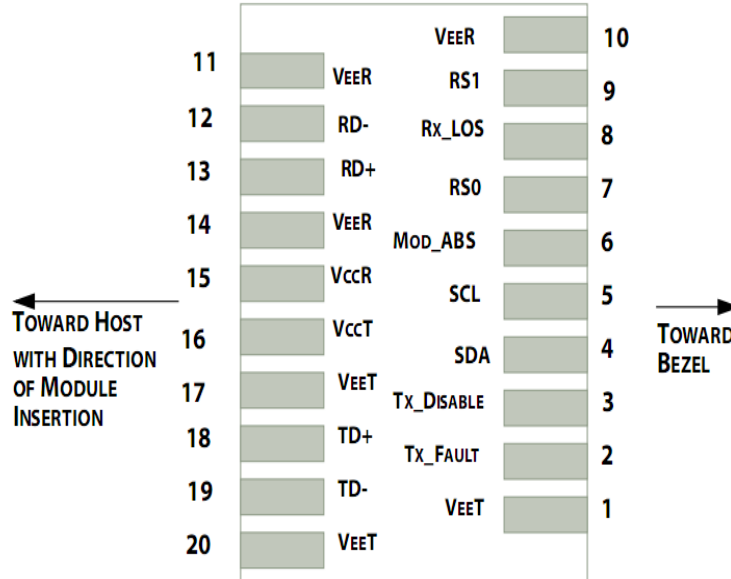 VEER 10
11 VEER
RS1 9
12 RD-
RX_LOS 8
13 RD+
RS0 7
14 VEER
MOD_ABS 6
15 VCCR
SCL 5
TOWARD HOST
WITH DIRECTION
OF MODULE
INSERTION
16 VCCT
TOWARD
BEZEL
SDA 4
17 VEET
TX_DISABLE 3
18 TD+
TX_FAULT 2
19 TD-
VEET 1
20 VEET